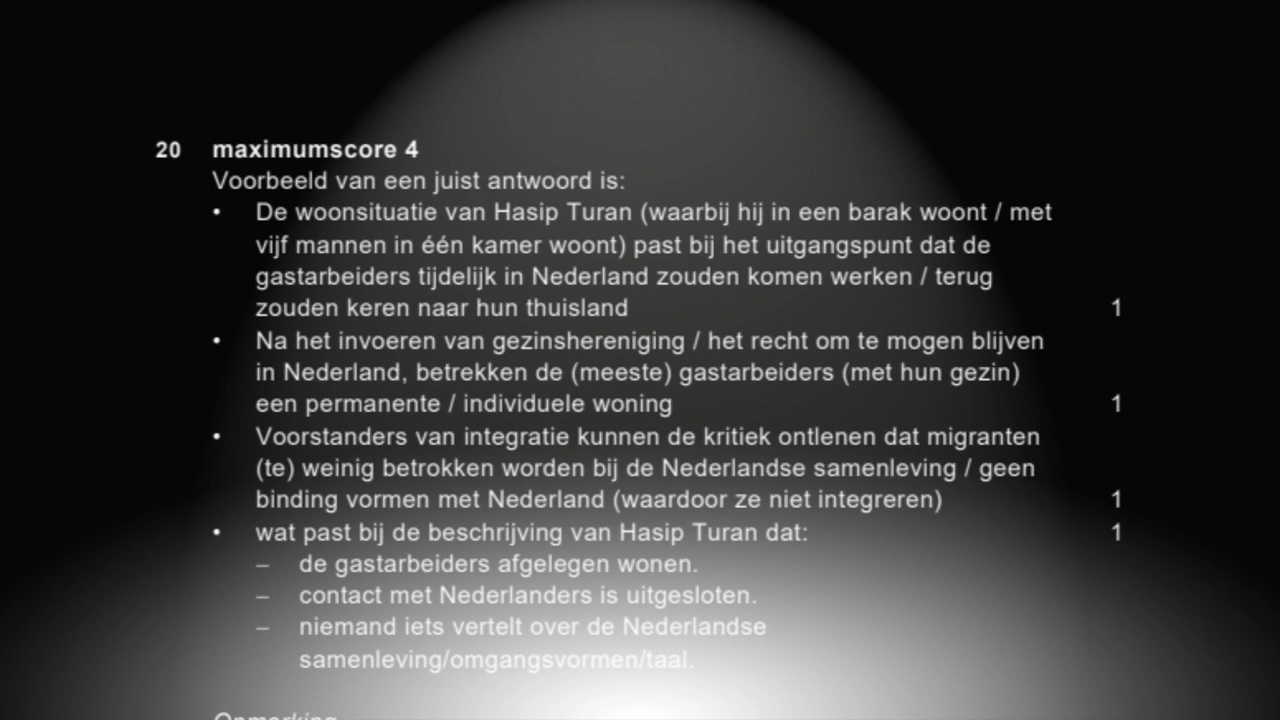 20 maximumscore 4
Voorbeeld van een juist antwoord is:
• De woonsituatie van Hasip Turan (waarbij hij in een barak woont / met
vijf mannen in één kamer woont) past bij het uitgangspunt dat de
gastarbeiders tijdelijk in Nederland zouden komen werken / terug
zouden keren naar hun thuisland 1
• Na het invoeren van gezinshereniging / het recht om te mogen blijven
in Nederland, betrekken de (meeste) gastarbeiders (met hun gezin)
een permanente / individuele woning 1
• Voorstanders van integratie kunnen de kritiek ontlenen dat migranten
(te) weinig betrokken worden bij de Nederlandse samenleving / geen
binding vormen met Nederland (waardoor ze niet integreren) 1
• wat past bij de beschrijving van Hasip Turan dat: 1
– de gastarbeiders afgelegen wonen.
– contact met Nederlanders is uitgesloten.
– niemand iets vertelt over de Nederlandse
samenleving/omgangsvormen/taal.
Opmerking